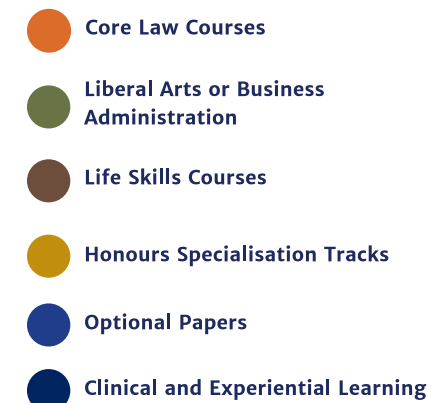 Core Law Courses
Liberal Arts or Business
Administration
Life Skills Courses
Honours Specialisation Tracks
Optional Papers
Clinical and Experiential Learning